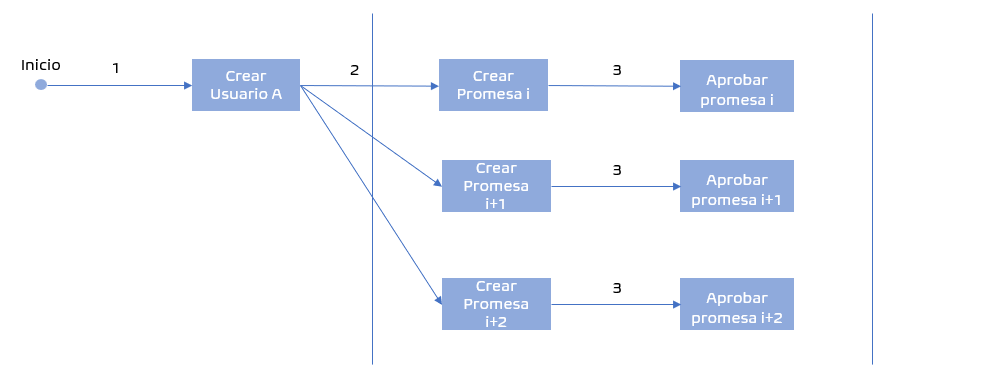 Inicio
1
Crear
Usuario A
2
Crear
Promesa i
3
Aprobar
promesa i
Crear
Promesa
i+1
3
Aprobar
promesa i+1
Crear
Promesa
i+2
3
Aprobar
promesa i+2